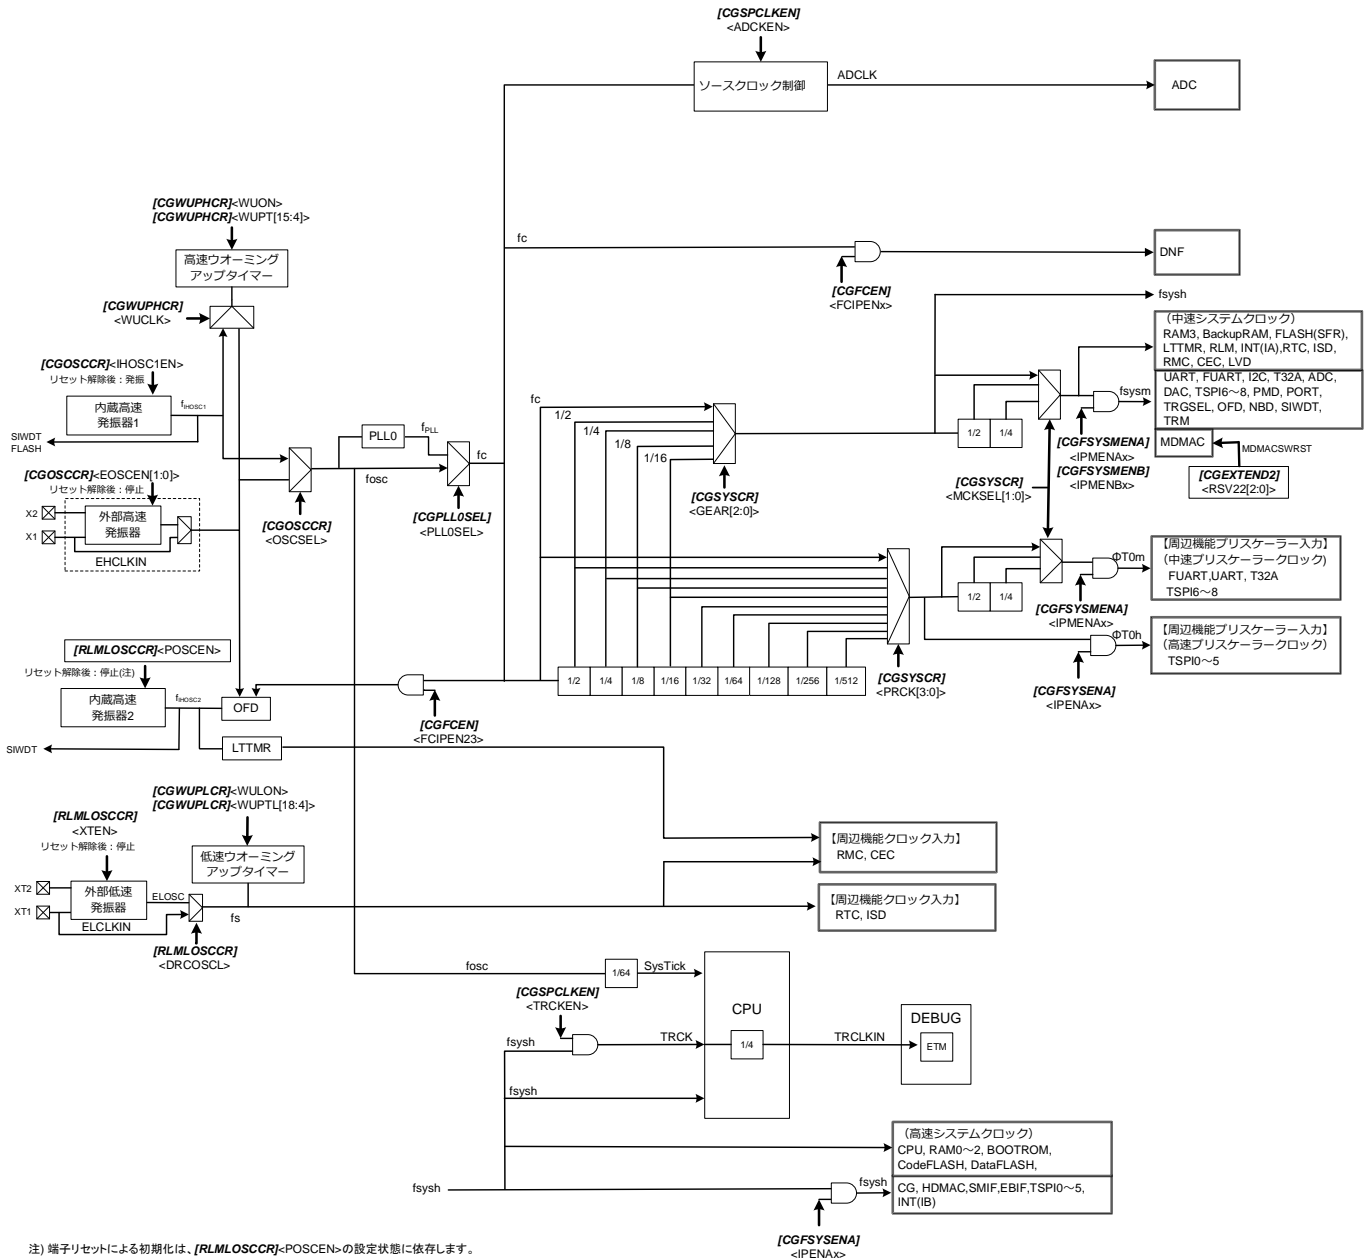 [CGSPCLKEN]
<ADCKEN>
ソースクロック制御
ADCLK
ADC
[CGWUPHCR]<WUON>
[CGWUPHCR]<WUPT[15:4]>
高速ウオーミング
アップタイマー
fc
DNF
[CGFCEN]
<FCIPENx>
[CGWUPHCR]
<WUCLK>
fsysh
(中速システムクロック)
RAM3, BackupRAM, FLASH(SFR),
LTTMR, RLM, INT(IA),RTC, ISD,
RMC, CEC, LVD
[CGOSCCR]<IHOSC1EN>
リセット解除後：発振
内蔵高速
発振器1
fIHOSC1
SIWDT
FLASH
UART, FUART, I2C, T32A, ADC,
DAC, TSPI6～8, PMD, PORT,
TRGSEL, OFD, NBD, SIWDT,
TRM
fsysm
MDMAC
MDMACSWRST
[CGEXTEND2]
<RSV22[2:0]>
fc
1/2
1/4
1/8
1/16
1/2
1/4
[CGFSYSMENA]
<IPMENAx>
[CGFSYSMENB]
<IPMENBx>
PLL0
fPLL
fc
fosc
[CGOSCCR]<EOSCEN[1:0]>
リセット解除後：停止
X2
X1
外部高速
発振器
EHCLKIN
[CGOSCCR]
<OSCSEL>
[CGPLL0SEL]
<PLL0SEL>
[CGSYSCR]
<GEAR[2:0]>
[CGSYSCR]
<MCKSEL[1:0]>
【周辺機能プリスケーラー入力】
(中速プリスケーラークロック)
FUART,UART, T32A
TSPI6～8
ΦT0m
1/2
1/4
[CGFSYSMENA]
<IPMENAx>
【周辺機能プリスケーラー入力】
(高速プリスケーラークロック)
TSPI0～5
ΦT0h
[CGFSYSENA]
<IPENAx>
[RLMLOSCCR]<POSCEN>
リセット解除後：停止(注)
内蔵高速
発振器2
fIHOSC2
OFD
SIWDT
LTTMR
[CGFCEN]
<FCIPEN23>
1/2
1/4
1/8
1/16
1/32
1/64
1/128
1/256
1/512
[CGSYSCR]
<PRCK[3:0]>
[CGWUPLCR]<WULON>
[CGWUPLCR]<WUPTL[18:4]>
低速ウオーミング
アップタイマー
[RLMLOSCCR]
<XTEN>
リセット解除後：停止
XT2
XT1
外部低速
発振器
ELOSC
ELCLKIN
fs
[RLMLOSCCR]
<DRCOSCL>
【周辺機能クロック入力】
RMC, CEC
【周辺機能クロック入力】
RTC, ISD
fosc
1/64
SysTick
[CGSPCLKEN]
<TRCKEN>
fsysh
TRCK
CPU
1/4
TRCLKIN
DEBUG
ETM
fsysh
(高速システムクロック)
CPU, RAM0～2, BOOTROM,
CodeFLASH, DataFLASH,
fsysh
fsysh
CG, HDMAC,SMIF,EBIF,TSPI0～5,
INT(IB)
[CGFSYSENA]
<IPENAx>
注) 端子リセットによる初期化は、[RLMLOSCCR]<POSCEN>の設定状態に依存します。